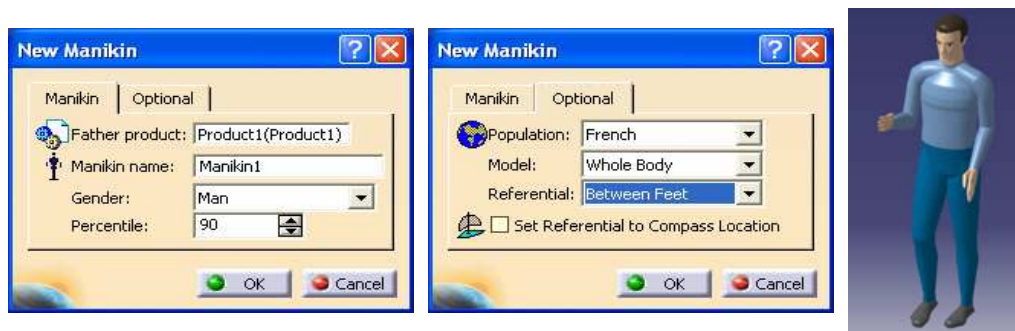 New Manikin
Manikin Optional
Father product: Product1(Product1)
Manikin name: Manikin1
Gender: Man
Percentile: 90
OK Cancel
New Manikin
Manikin Optional
Population: French
Model: Whole Body
Referential: Between Feet
Set Referential to Compass Location
OK Cancel